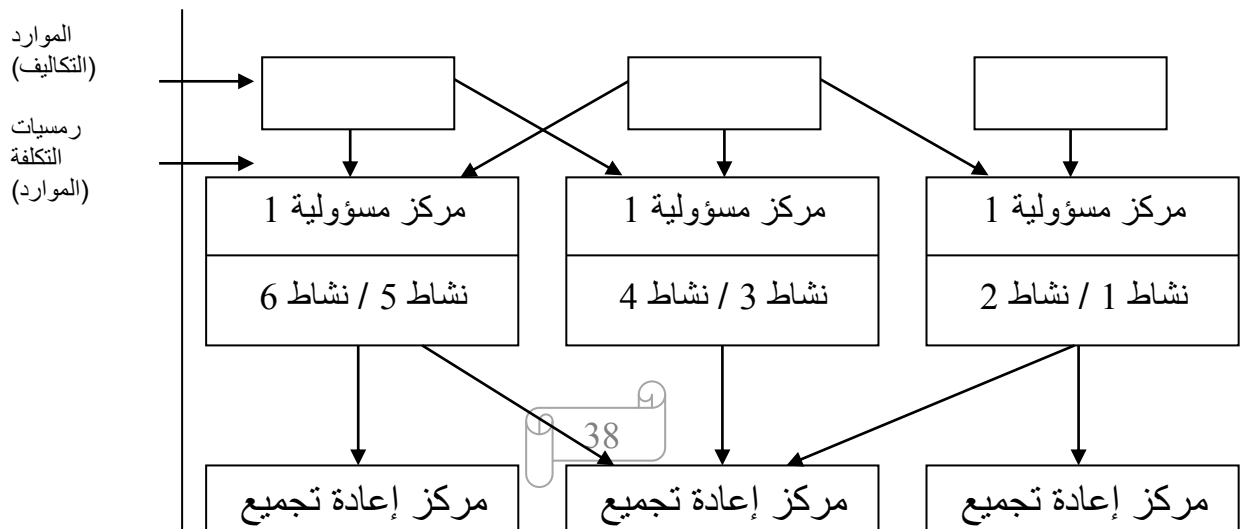 الموارد
(التكاليف)
رمسيات
التكلفة
(الموارد)
مركز مسؤولية 1
مركز مسؤولية 1
مركز مسؤولية 1
نشاط 1 / نشاط 2
نشاط 3 / نشاط 4
نشاط 5 / نشاط 6
38
مركز إعادة تجميع
مركز إعادة تجميع
مركز إعادة تجميع